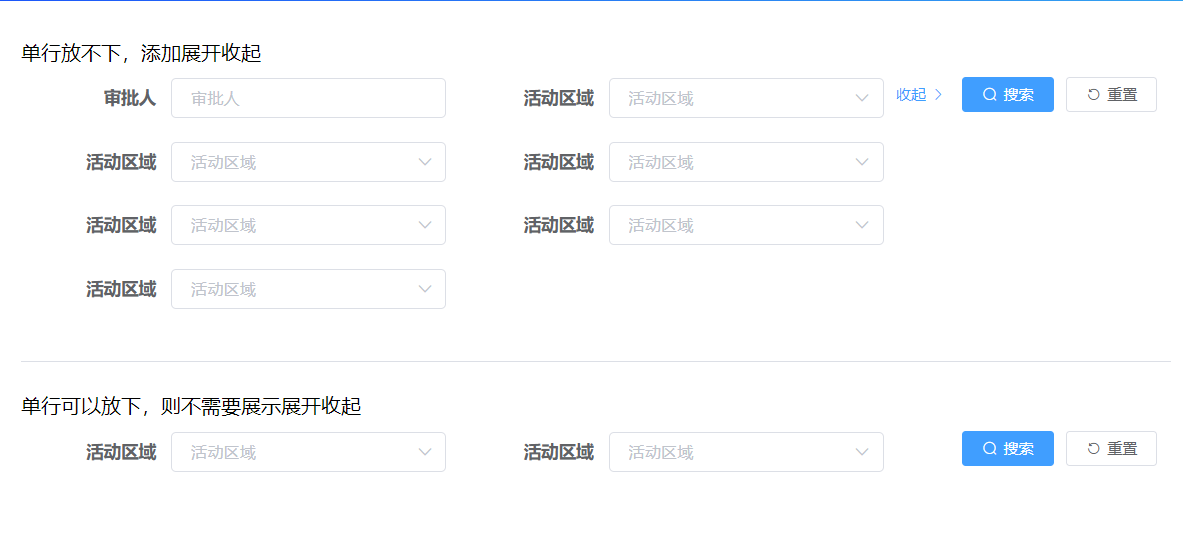 单行放不下，添加展开收起
审批人 审批人 活动区域 活动区域 收起 搜索 重置
活动区域 活动区域 活动区域 活动区域
活动区域 活动区域 活动区域 活动区域
活动区域 活动区域
单行可以放下，则不需要展示展开收起
活动区域 活动区域 活动区域 活动区域 搜索 重置